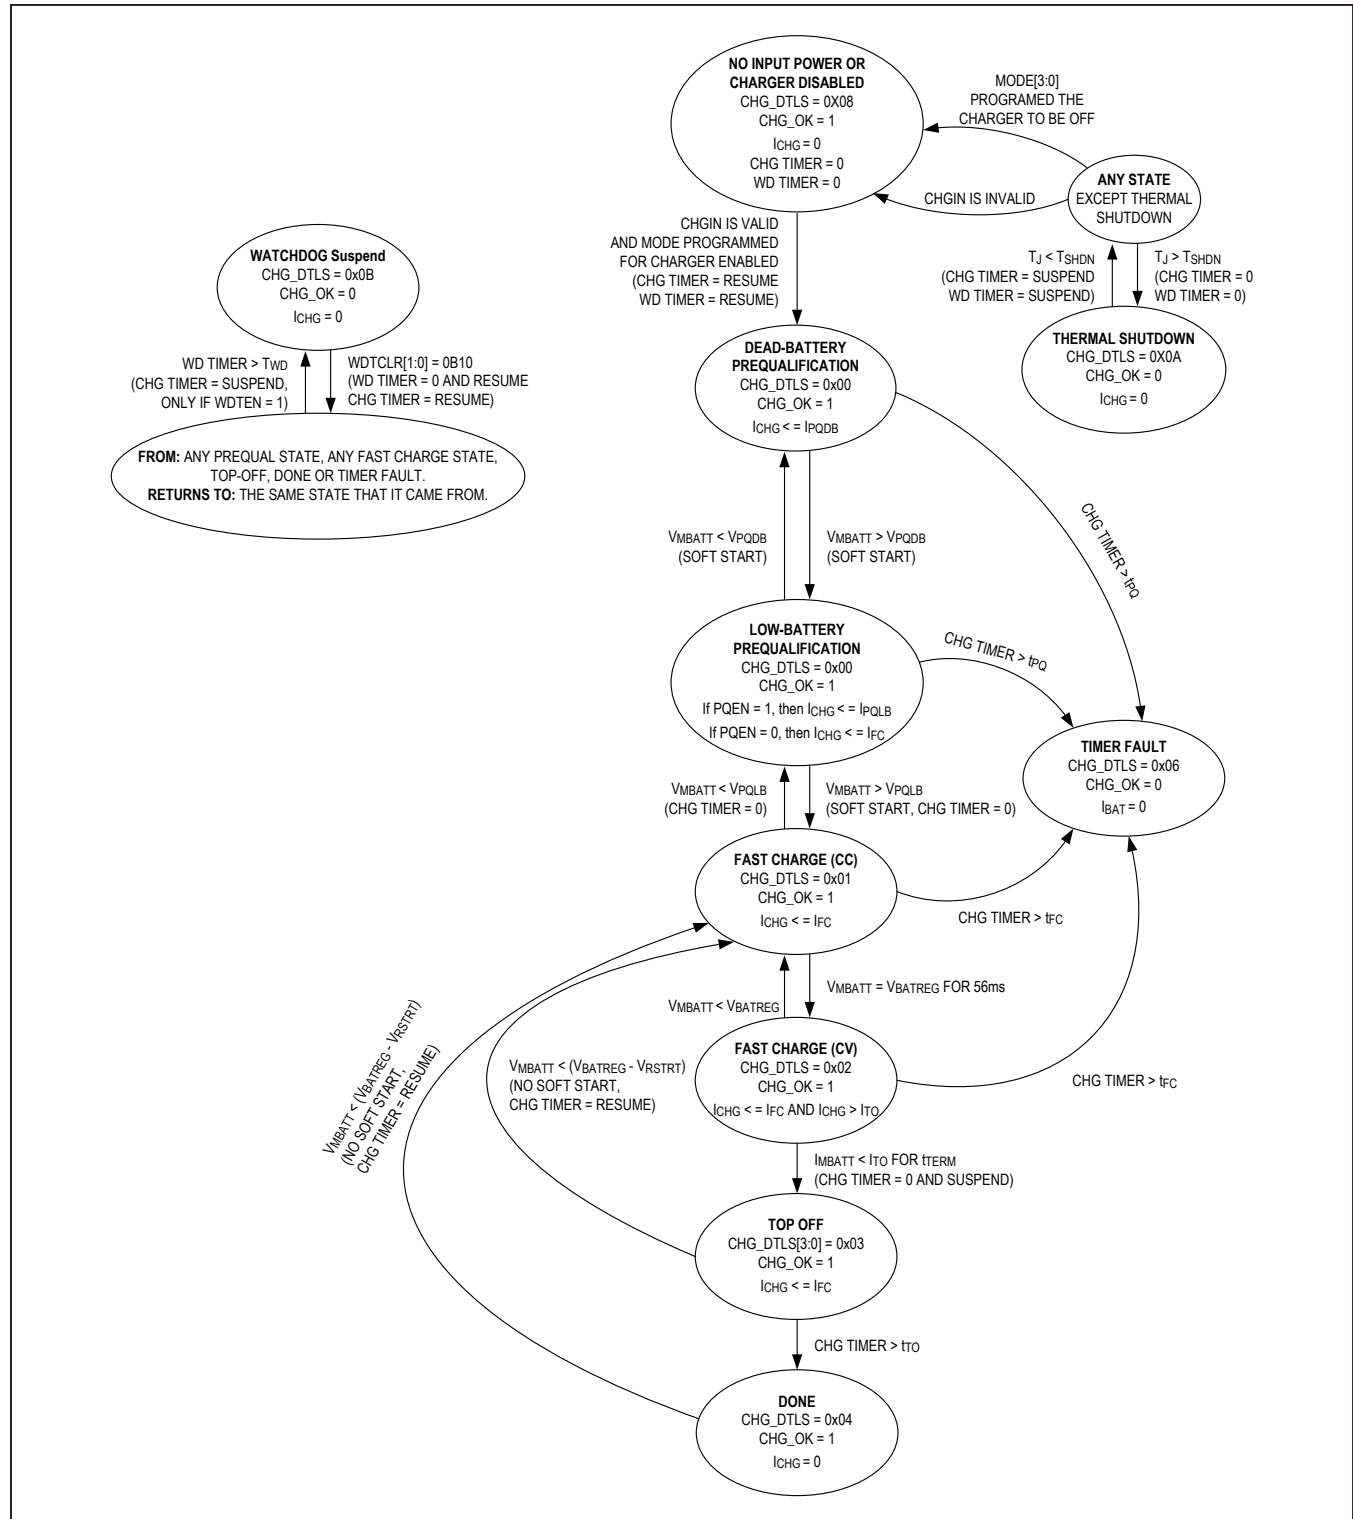 NO INPUT POWER OR
CHARGER DISABLED
CHG_DTLS = 0X08
CHG_OK = 1
ICHG = 0
CHG TIMER = 0
WD TIMER = 0
MODE[3:0]
PROGRAMED THE
CHARGER TO BE OFF
CHGIN IS INVALID
ANY STATE
EXCEPT THERMAL
SHUTDOWN
TJ < TSHDN
(CHG TIMER = SUSPEND
WD TIMER = SUSPEND)
TJ > TSHDN
(CHG TIMER = 0
WD TIMER = 0)
THERMAL SHUTDOWN
CHG_DTLS = 0X0A
CHG_OK = 0
ICHG = 0
CHGIN IS VALID
AND MODE PROGRAMMED
FOR CHARGER ENABLED
(CHG TIMER = RESUME
WD TIMER = RESUME)
WATCHDOG Suspend
CHG_DTLS = 0x0B
CHG_OK = 0
ICHG = 0
WD TIMER > TWD
(CHG TIMER = SUSPEND,
ONLY IF WDTEN = 1)
WDTCLR[1:0] = 0B10
(WD TIMER = 0 AND RESUME
CHG TIMER = RESUME)
FROM: ANY PREQUAL STATE, ANY FAST CHARGE STATE,
TOP-OFF, DONE OR TIMER FAULT.
RETURNS TO: THE SAME STATE THAT IT CAME FROM.
DEAD-BATTERY
PREQUALIFICATION
CHG_DTLS = 0x00
CHG_OK = 1
ICHG < = IPQDB
VMBATT < VPQDB
(SOFT START)
VMBATT > VPQDB
(SOFT START)
CHG TIMER > tPQ
LOW-BATTERY
PREQUALIFICATION
CHG_DTLS = 0x00
CHG_OK = 1
If PQEN = 1, then ICHG < = IPQLB
If PQEN = 0, then ICHG < = IFC
CHG TIMER > tPQ
TIMER FAULT
CHG_DTLS = 0x06
CHG_OK = 0
IBAT = 0
VMBATT < VPQLB
(CHG TIMER = 0)
VMBATT > VPQLB
(SOFT START, CHG TIMER = 0)
FAST CHARGE (CC)
CHG_DTLS = 0x01
CHG_OK = 1
ICHG < = IFC
CHG TIMER > tFC
VMBATT < VBATREG
VMBATT = VBATREG FOR 56ms
FAST CHARGE (CV)
CHG_DTLS = 0x02
CHG_OK = 1
ICHG < = IFC AND ICHG > ITO
CHG TIMER > tFC
VMBATT < (VBATREG - VRSTRT)
(NO SOFT START,
CHG TIMER = RESUME)
VMBATT < (VBATREG - VRSTRT)
(NO SOFT START,
CHG TIMER = RESUME)
IMBATT < ITO FOR tTERM
(CHG TIMER = 0 AND SUSPEND)
TOP OFF
CHG_DTLS[3:0] = 0x03
CHG_OK = 1
ICHG < = IFC
CHG TIMER > tTO
DONE
CHG_DTLS = 0x04
CHG_OK = 1
ICHG = 0